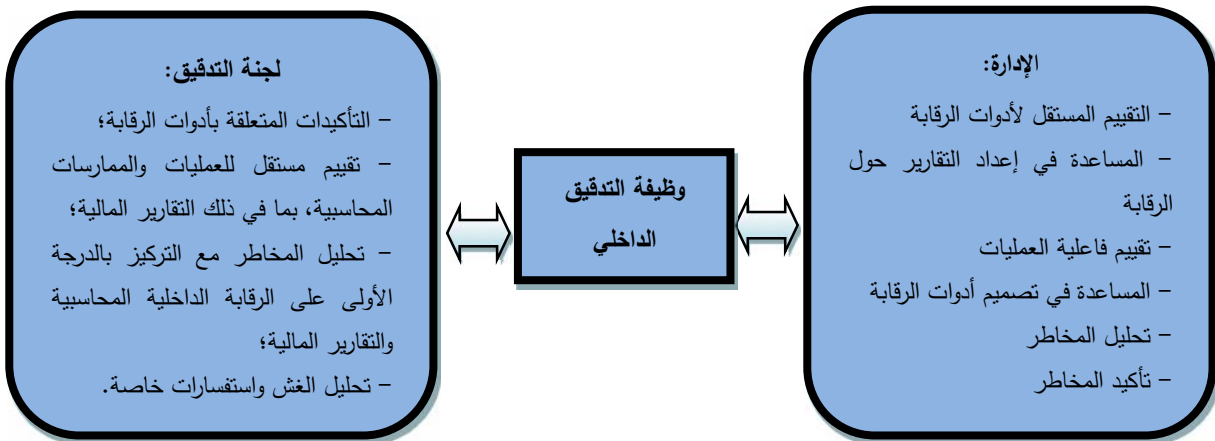 الإدارة:
– التقييم المستقل لأدوات الرقابة
– المساعدة في إعداد التقارير حول
الرقابة
– تقييم فاعلية العمليات
– المساعدة في تصميم أدوات الرقابة
– تحليل المخاطر
– تأكيد المخاطر
وظيفة التدقيق
الداخلي
لجنة التدقيق:
– التأكيدات المتعلقة بأدوات الرقابة؛
– تقييم مستقل للعمليات والممارسات
المحاسبية، بما في ذلك التقارير المالية؛
– تحليل المخاطر مع التركيز بالدرجة
الأولى على الرقابة الداخلية المحاسبية
والتقارير المالية؛
– تحليل الغش واستفسارات خاصة.